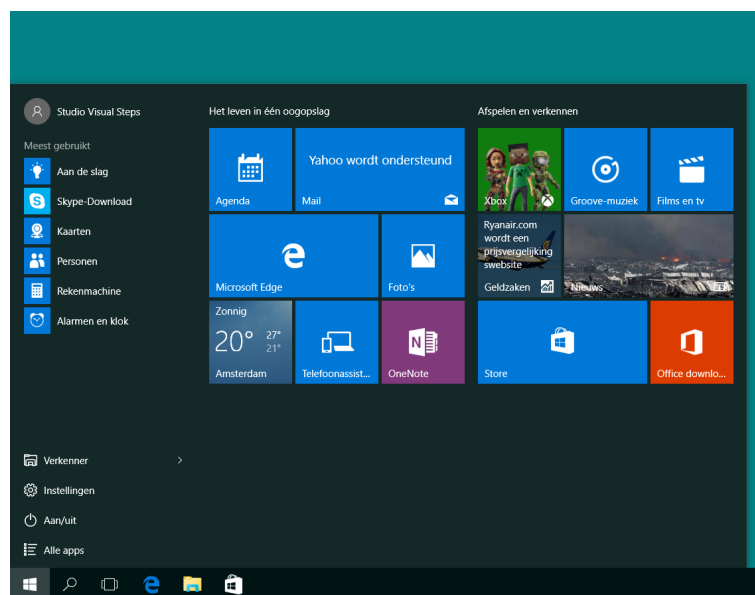 Studio Visual Steps
Meest gebruikt
Aan de slag
Skype-Download
Kaarten
Personen
Rekenmachine
Alarmen en klok
Verkenner
Instellingen
Aan/uit
Alle apps
Het leven in één oogopslag
Agenda
Yahoo wordt ondersteund
Mail
Microsoft Edge
Foto's
Zonnig
20° 27°
21°
Amsterdam
Telefoonassist...
OneNote
Afspelen en verkennen
Xbox
Groove-muziek
Films en tv
Ryanair.com
wordt een
prijsvergelijking
swebsite
Geldzaken
Nieuws
Store
Office downlo...